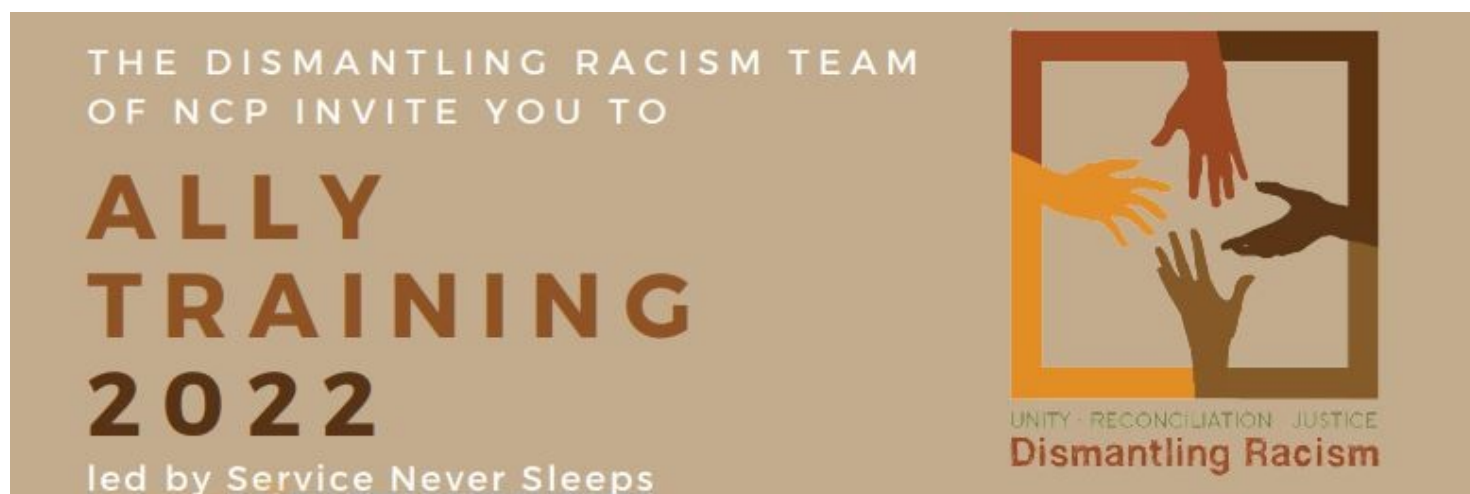 THE DISMANTLING RACISM TEAM
OF NCP INVITE YOU TO
ALLY
TRAINING
2022
led by Service Never Sleeps
UNITY · RECONCILIATION JUSTICE
Dismantling Racism